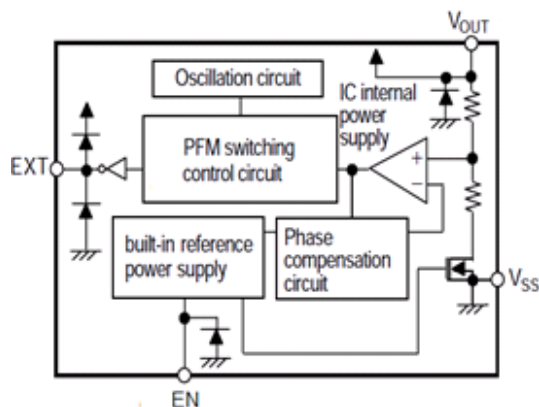 VOUT
Oscillation circuit
IC internal
power
supply
EXT
PFM switching
control circuit
+
−
built-in reference
power supply
Phase
compensation
circuit
VSS
EN